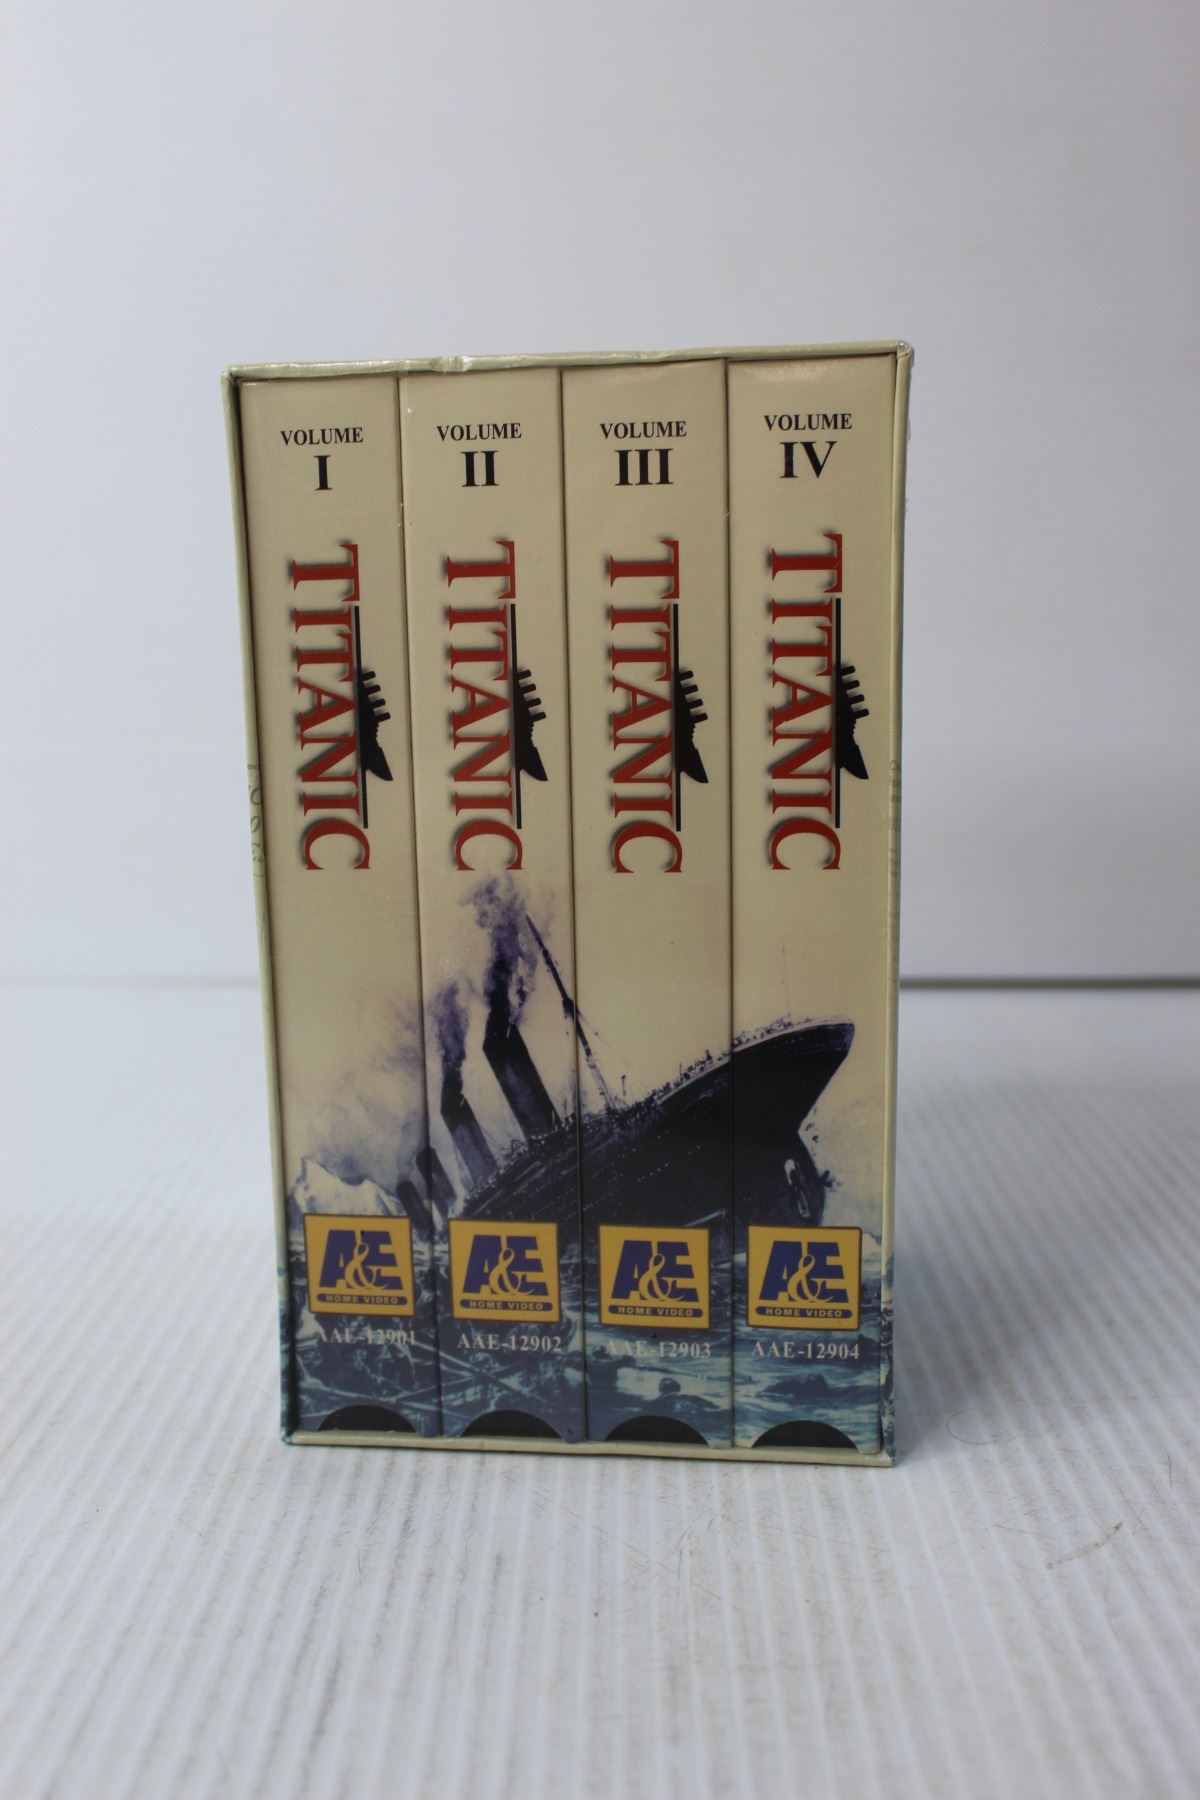 VOLUME
I
TITANIC
A&E
HOME VIDEO
AAE-12901
VOLUME
II
TITANIC
A&E
HOME VIDEO
AAE-12902
VOLUME
III
TITANIC
A&E
HOME VIDEO
AAE-12903
VOLUME
IV
TITANIC
A&E
HOME VIDEO
AAE-12904